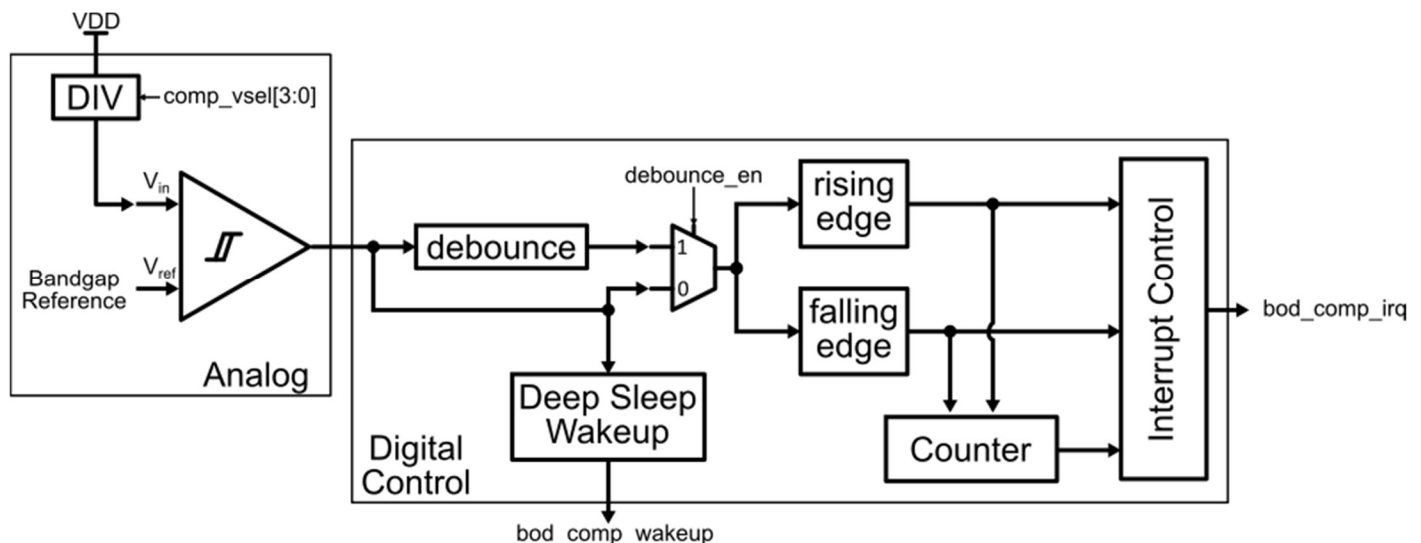 VDD
DIV
comp_vsel[3:0]
Vin
Vref
Bandgap
Reference
Analog
debounce
debounce_en
1
0
Deep Sleep
Wakeup
Digital
Control
bod_comp_wakeup
rising
edge
falling
edge
Counter
Interrupt Control
bod_comp_irq